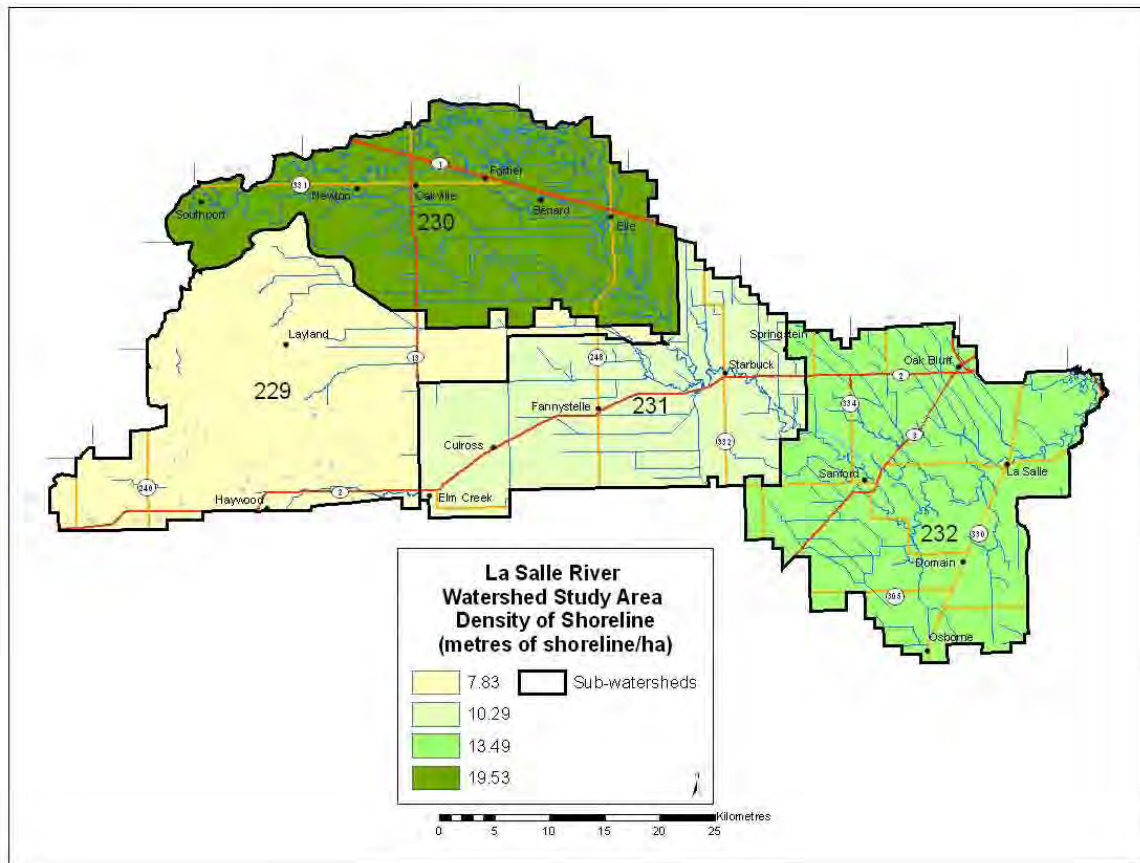 1
Fortier
331
Newton
Oakville
Benard
Southport
230
Elie
Layland
13
248
Springstein
Starbuck
Oak Bluff
2
229
Fannystelle
231
334
3
Culross
332
La Salle
Sanford
240
Haywood
2
Elm Creek
232
330
Domain
305
Osborne
La Salle River
Watershed Study Area
Density of Shoreline
(metres of shoreline/ha)
7.83 Sub-watersheds
10.29
13.49
19.53
Kilometres
0 5 10 15 20 25